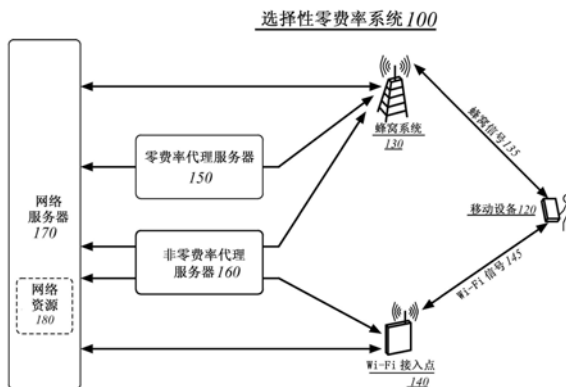 选择性零费率系统100
蜂窝系统
130
蜂窝信号135
零费率代理服务器
150
网络
服务器
170
移动设备120
非零费率代理
服务器160
Wi-Fi 信号 145
网络
资源
180
Wi-Fi 接入点
140